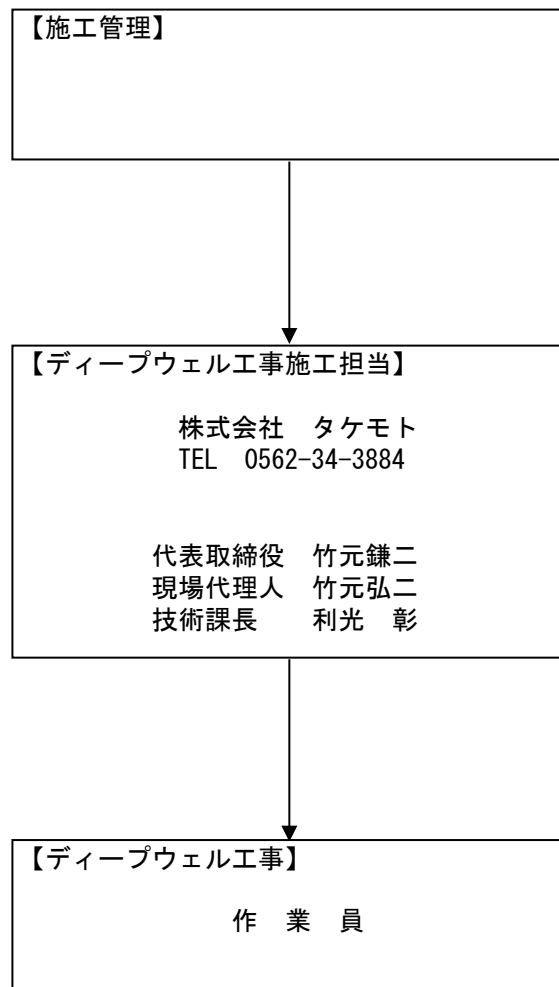 【施工管理】
【ディープウェル工事施工担当】
株式会社　タケモト
TEL　0562-34-3884
代表取締役　竹元鎌二
現場代理人　竹元弘二
技術課長　　利光　彰
【ディープウェル工事】
作　業　員